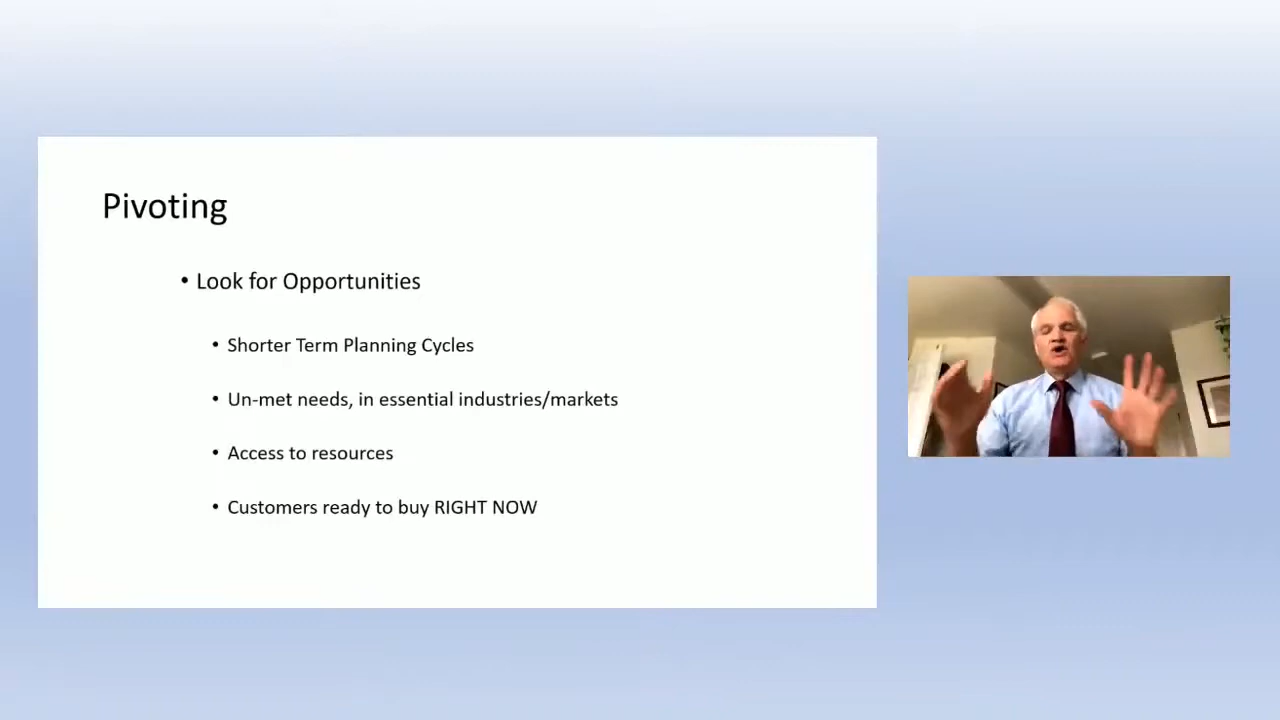 Pivoting
• Look for Opportunities
• Shorter Term Planning Cycles
• Un-met needs, in essential industries/markets
• Access to resources
• Customers ready to buy RIGHT NOW